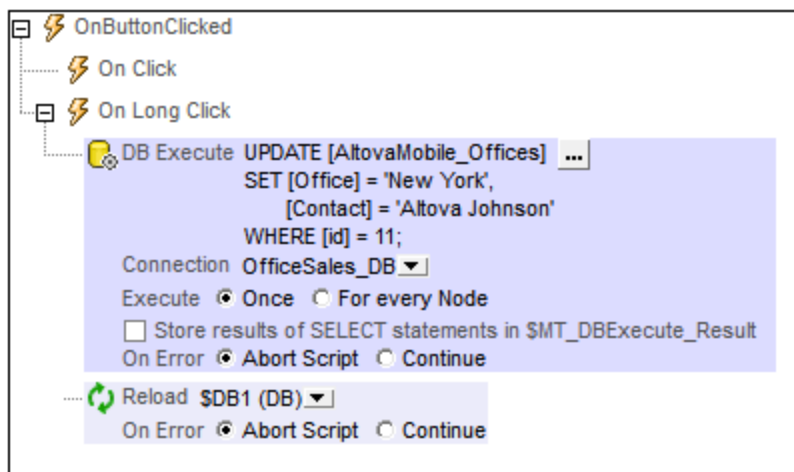 OnButtonClicked
On Click
On Long Click
DB Execute UPDATE [AltovaMobile_Offices] ...
SET [Office] = 'New York',
[Contact] = 'Altova Johnson'
WHERE [id] = 11;
Connection OfficeSales_DB
Execute Once For every Node
Store results of SELECT statements in $MT_DBExecute_Result
On Error Abort Script Continue
Reload $DB1 (DB)
On Error Abort Script Continue